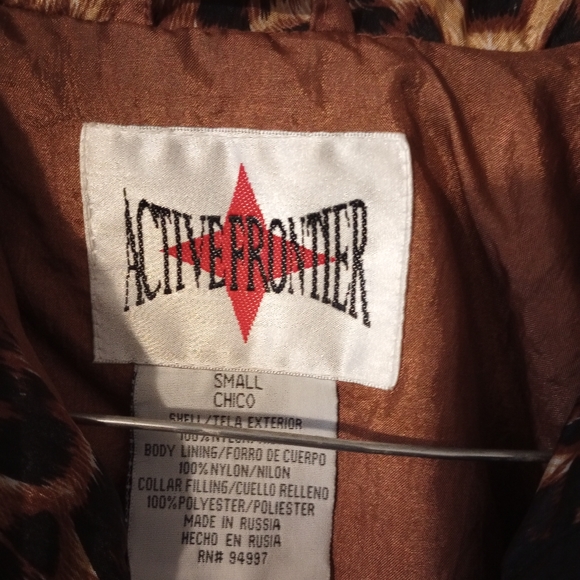 ACTIVE FRONTIER
SMALL
CHICO
SHELL/TELA EXTERIOR
100% NYLON/
BODY LINING/FORRO DE CUERPO
100% NYLON/NILON
COLLAR FILLING/CUELLO RELLENO
100% POLYESTER/POLIESTER
MADE IN RUSSIA
HECHO EN RUSIA
RN# 94997